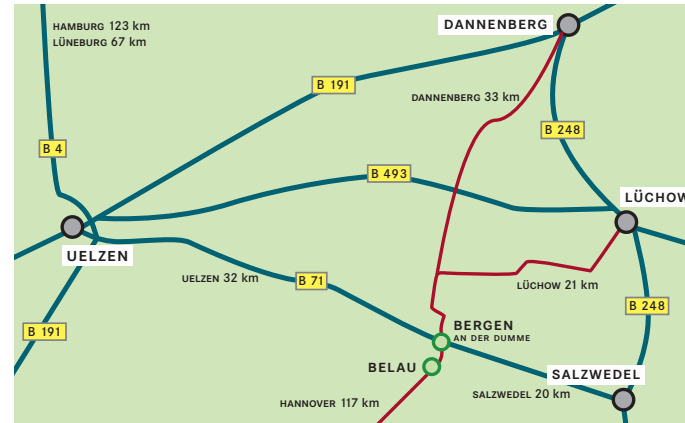 HAMBURG 123 km
LÜNEBURG 67 km
DANNENBERG
B 191
DANNENBERG 33 km
B 248
B 4
B 493
LÜCHOW
UELZEN
UELZEN 32 km
B 71
LÜCHOW 21 km
B 248
B 191
BERGEN
AN DER DUMME
BELAU
SALZWEDEL
SALZWEDEL 20 km
HANNOVER 117 km